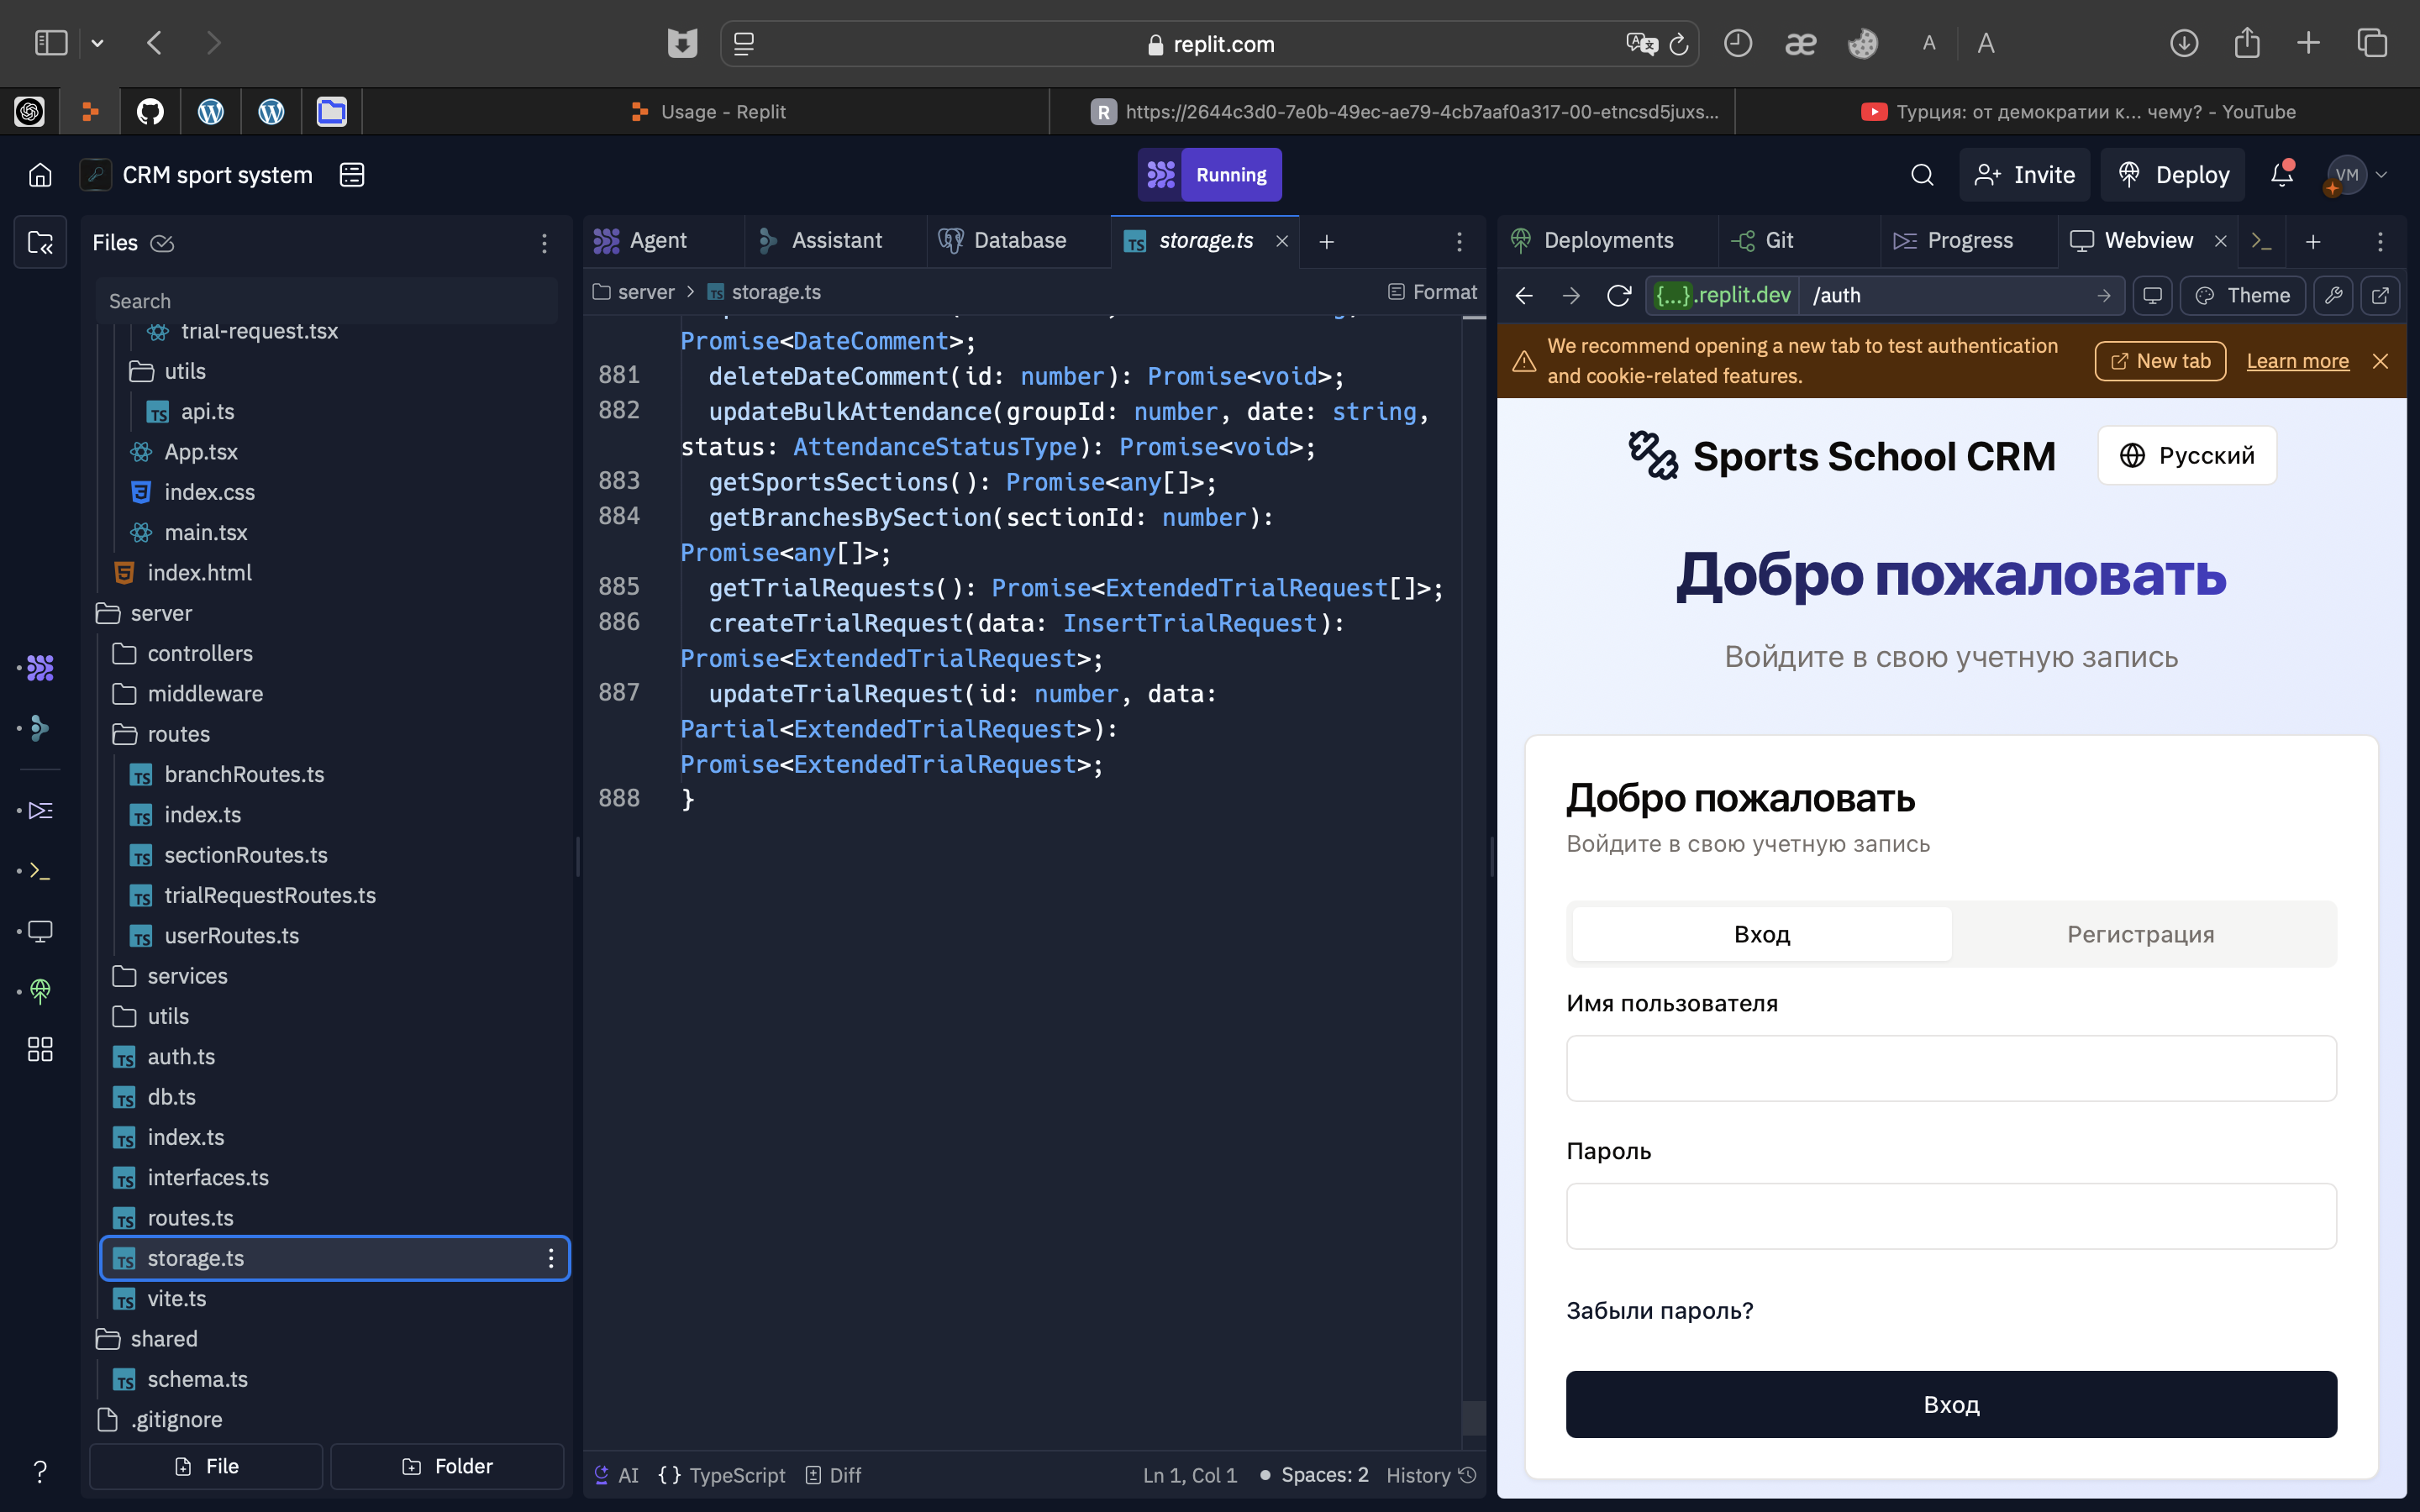 replit.com
A
A
Usage - Replit
R
https://2644c3d0-7e0b-49ec-ae79-4cb7aaf0a317-00-etncsd5juxs...
Турция: от демократии к... чему? - YouTube
CRM sport system
Running
Invite
Deploy
VM
Files
Search
trial-request.tsx
utils
api.ts
App.tsx
index.css
main.tsx
index.html
server
controllers
middleware
routes
branchRoutes.ts
index.ts
sectionRoutes.ts
trialRequestRoutes.ts
userRoutes.ts
services
utils
auth.ts
db.ts
index.ts
interfaces.ts
routes.ts
storage.ts
vite.ts
shared
schema.ts
.gitignore
File
Folder
Agent
Assistant
Database
storage.ts
server > storage.ts
Format
Promise<DateComment>;
881 deleteDateComment(id: number): Promise<void>;
882 updateBulkAttendance(groupId: number, date: string,
status: AttendanceStatusType): Promise<void>;
883 getSportsSections(): Promise<any[]>;
884 getBranchesBySection(sectionId: number):
Promise<any[]>;
885 getTrialRequests(): Promise<ExtendedTrialRequest[]>;
886 createTrialRequest(data: InsertTrialRequest):
Promise<ExtendedTrialRequest>;
887 updateTrialRequest(id: number, data:
Partial<ExtendedTrialRequest>):
Promise<ExtendedTrialRequest>;
888 }
AI
{} TypeScript
Diff
Ln 1, Col 1
Spaces: 2
History
Deployments
Git
Progress
Webview
{...}.replit.dev
/auth
Theme
We recommend opening a new tab to test authentication
and cookie-related features.
New tab
Learn more
Sports School CRM
Русский
Добро пожаловать
Войдите в свою учетную запись
Добро пожаловать
Войдите в свою учетную запись
Вход
Регистрация
Имя пользователя
Пароль
Забыли пароль?
Вход